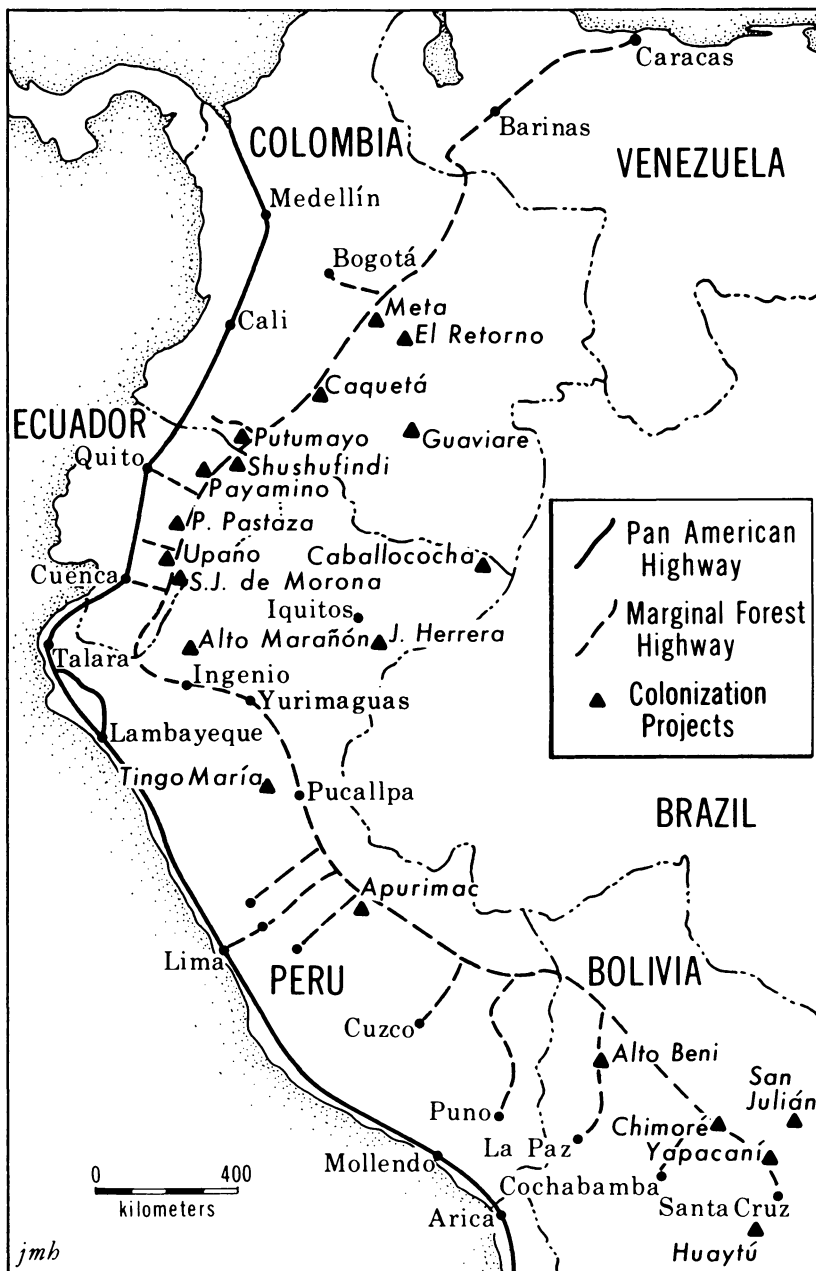 Caracas
Barinas
COLOMBIA
VENEZUELA
Medellín
Bogotá
Meta
El Retorno
Cali
Caquetá
ECUADOR
Putumayo
Guaviare
Quito
Shushufindi
Payamino
P. Pastaza
Upano
Caballococha
Cuenca
S.J. de Morona
Iquitos
Alto Marañón
J. Herrera
Talara
Ingenio
Yurimaguas
Lambayeque
Tingo María
Pucallpa
Pan American
Highway
Marginal Forest
Highway
Colonization
Projects
BRAZIL
Apurimac
Lima
PERU
BOLIVIA
Cuzco
Alto Beni
San
Julián
Puno
La Paz
Chimoré
Yapacaní
Mollendo
Cochabamba
Santa Cruz
Arica
Huaytú
0 400
kilometers
jmh